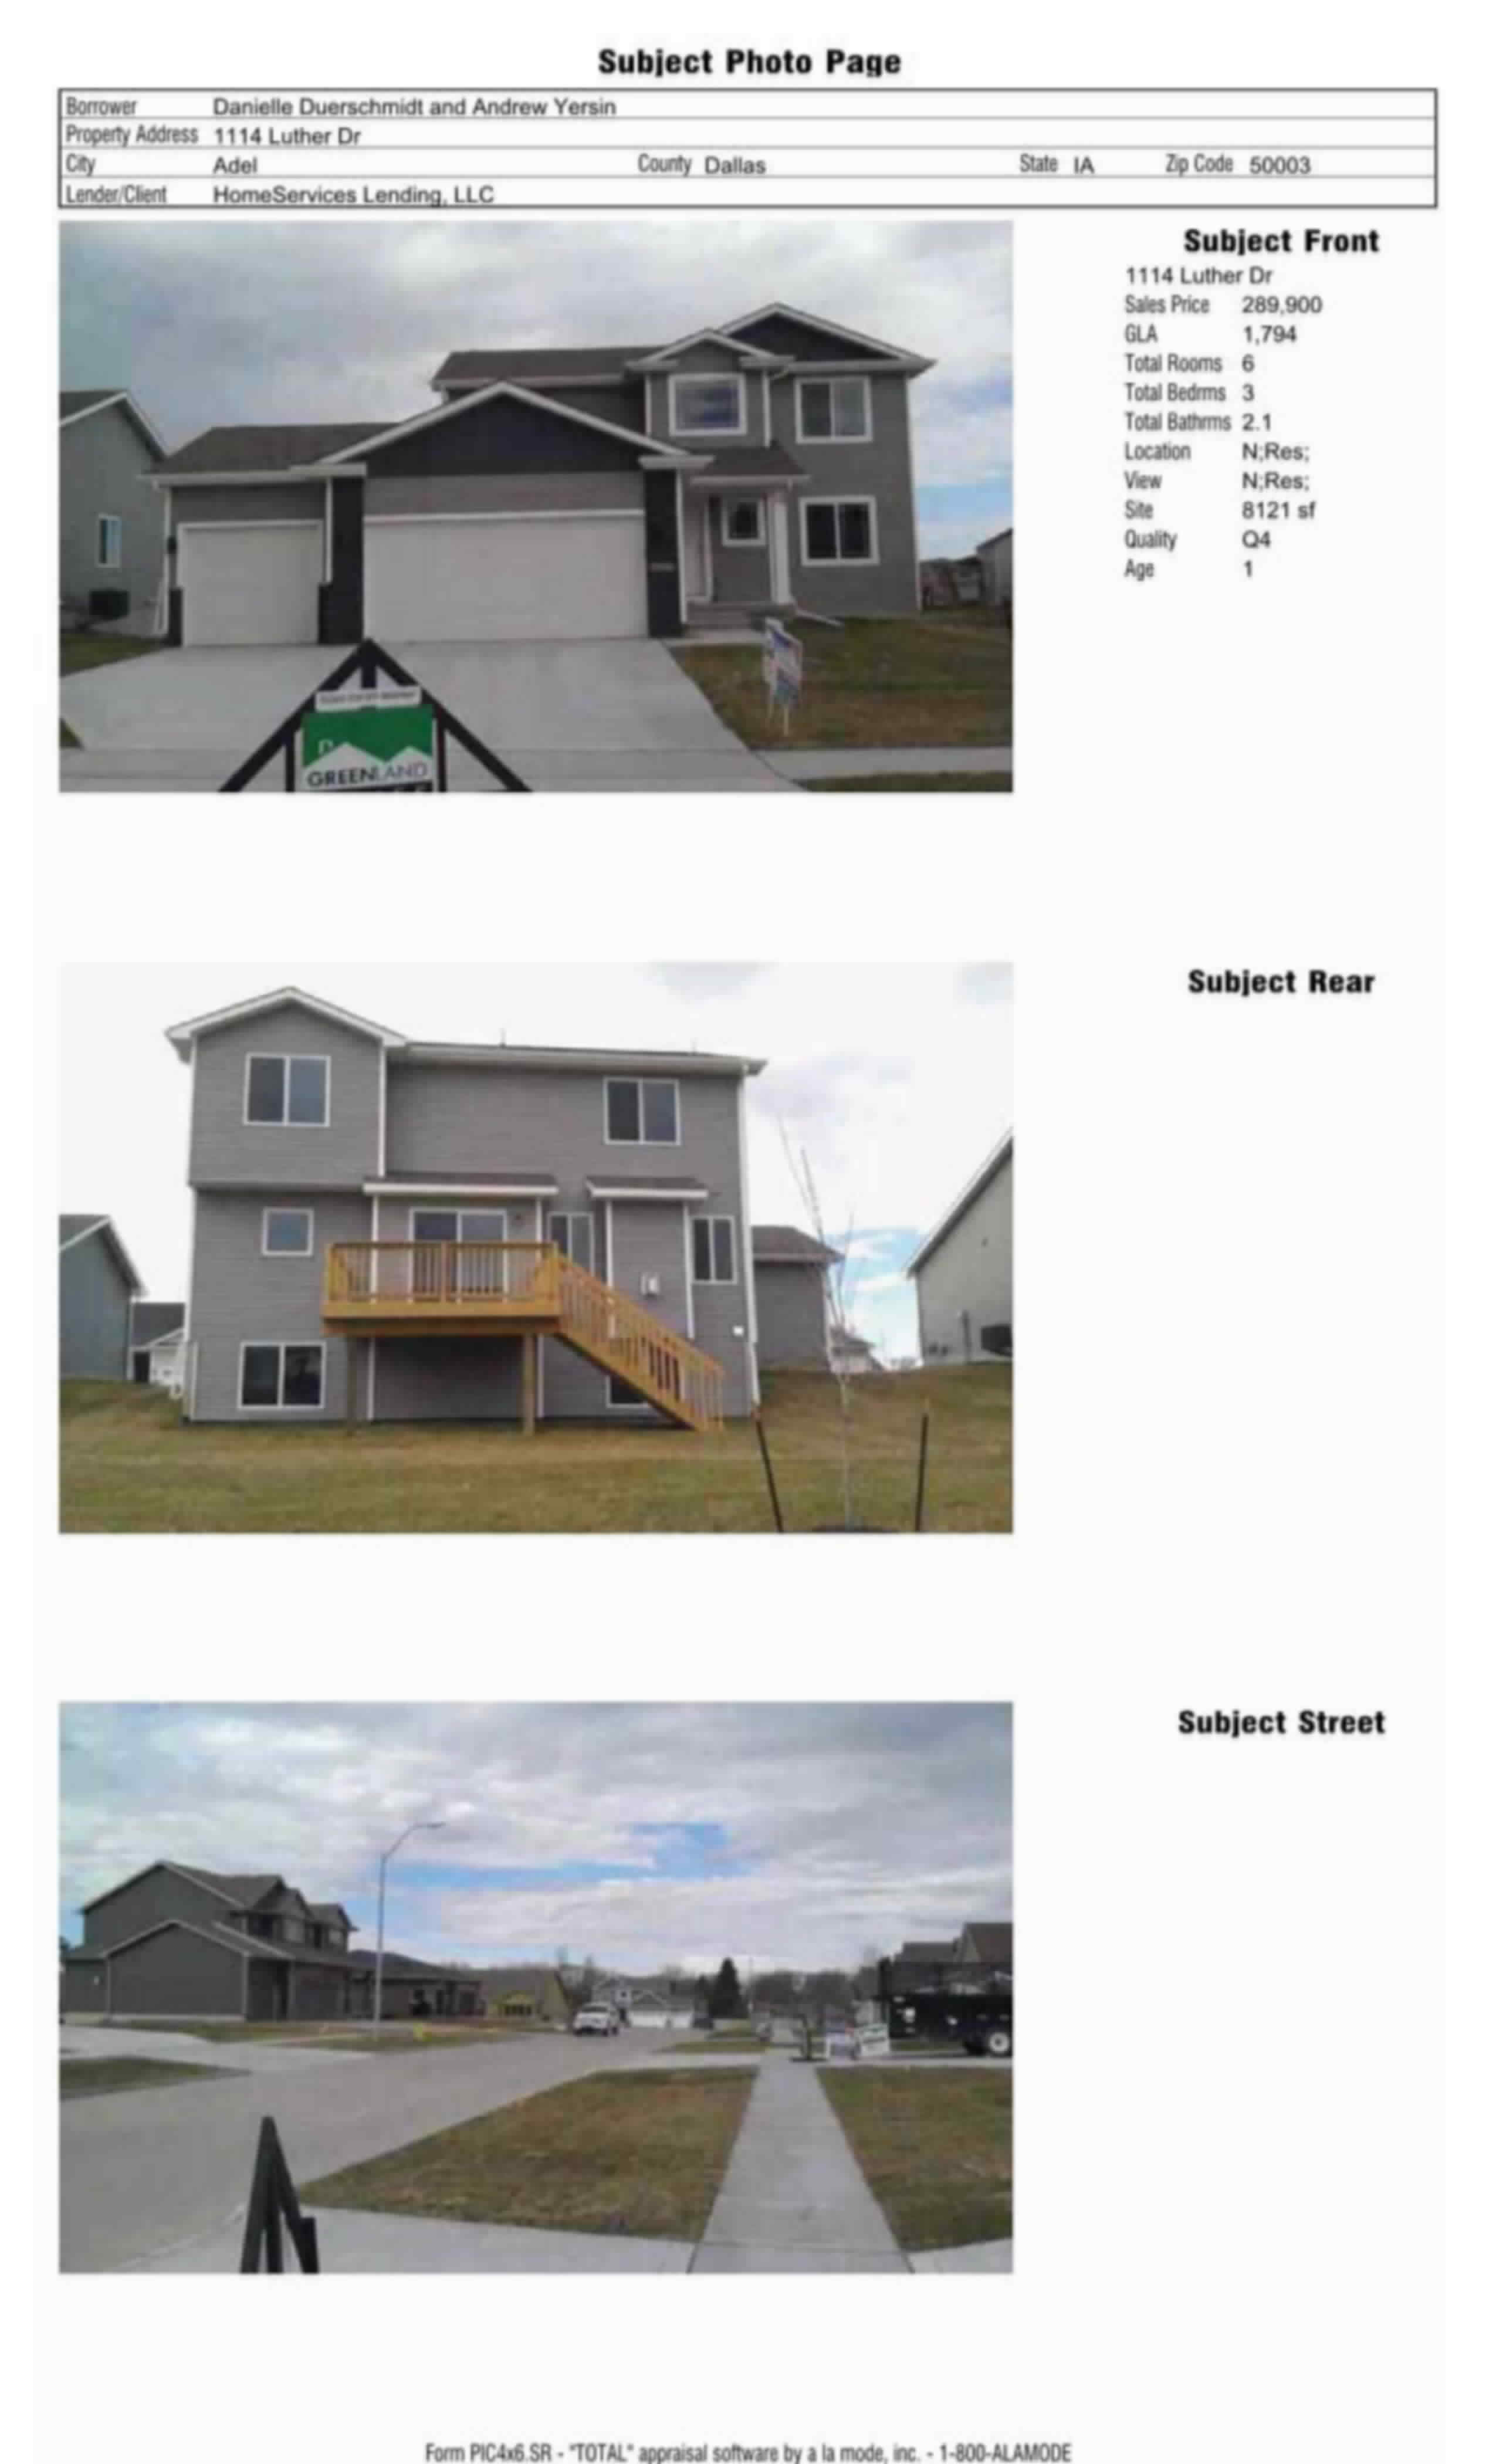 Subject Photo Page
Borrower Danielle Duerschmidt and Andrew Yersin
Property Address 1114 Luther Dr
City Adel County Dallas State IA Zip Code 50003
Lender/Client HomeServices Lending, LLC
Subject Front
1114 Luther Dr
Sales Price 289,900
GLA 1,794
Total Rooms 6
Total Bedrms 3
Total Bathrms 2.1
Location N;Res;
View N;Res;
Site 8121 sf
Quality Q4
Age 1
GREENLAND
Subject Rear
Subject Street
Form PIC4x6.SR - "TOTAL" appraisal software by a la mode, inc. - 1-800-ALAMODE